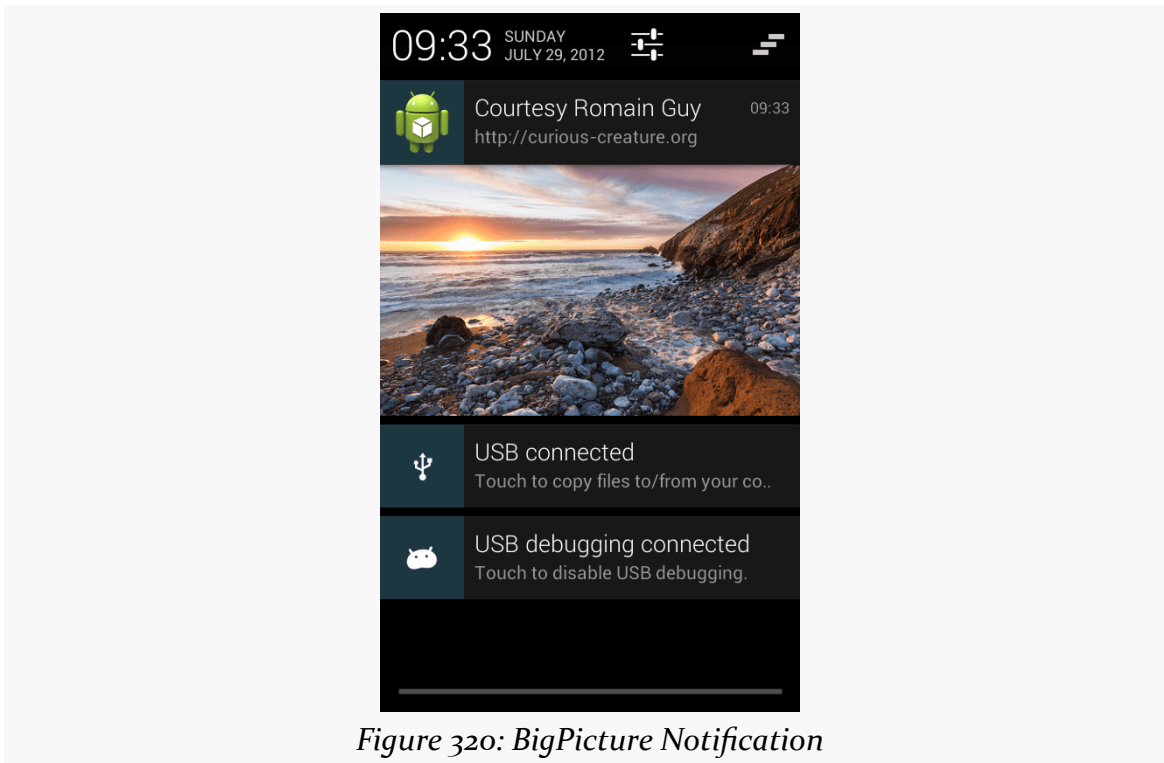 09:33
SUNDAY
JULY 29, 2012
Courtesy Romain Guy
09:33
http://curious-creature.org
USB connected
Touch to copy files to/from your co..
USB debugging connected
Touch to disable USB debugging.
Figure 320: BigPicture Notification